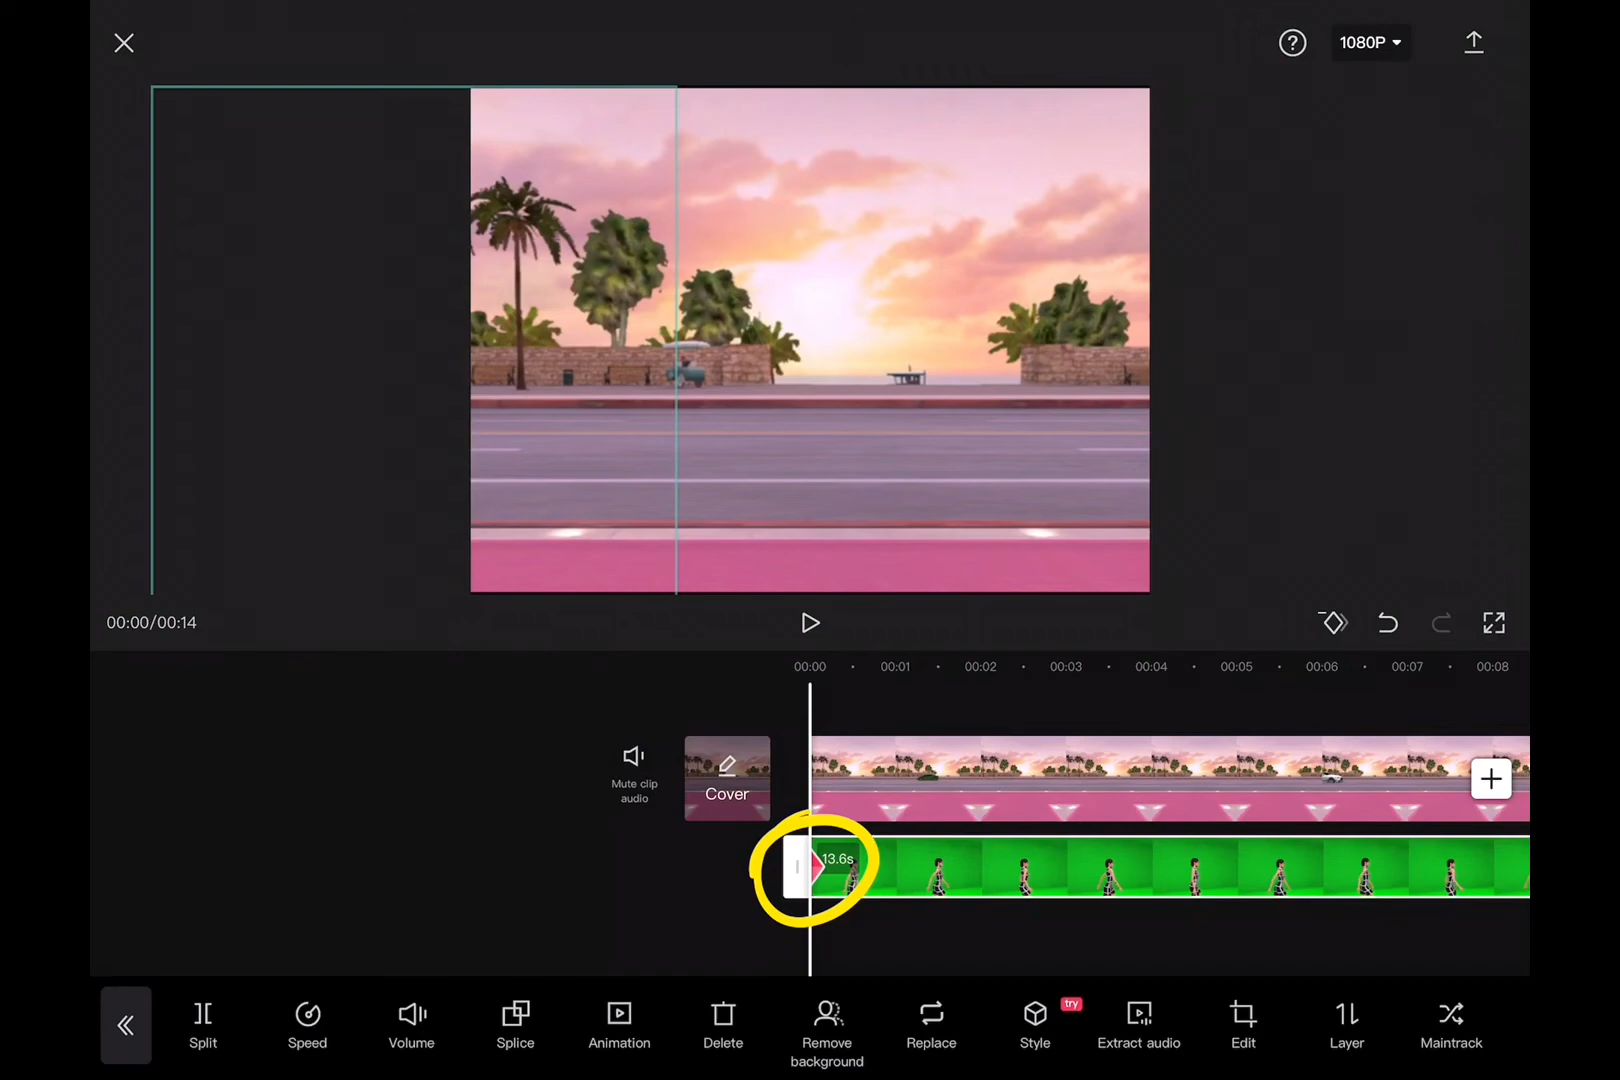 1080P
00:00/00:14
00:00
00:01
00:02
00:03
00:04
00:05
00:06
00:07
00:08
Mute clip
audio
Cover
13.6s
try
Split
Speed
Volume
Splice
Animation
Delete
Remove
background
Replace
Style
Extract audio
Edit
Layer
Maintrack